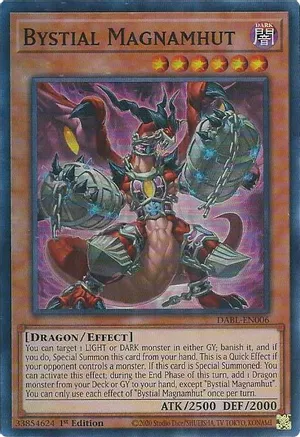 BYSTIAL MAGNAMHUT
DARK
闇
DABL-EN006
[DRAGON/EFFECT]
You can target 1 LIGHT or DARK monster in either GY; banish it, and if
you do, Special Summon this card from your hand. This is a Quick Effect if
your opponent controls a monster. If this card is Special Summoned: You
can activate this effect; during the End Phase of this turn, add 1 Dragon
monster from your Deck or GY to your hand, except "Bystial Magnamhut".
You can only use each effect of "Bystial Magnamhut" once per turn.
ATK/2500 DEF/2000
33854624 1st Edition
©2020 Studio Dice/SHUEISHA, TV TOKYO, KONAMI